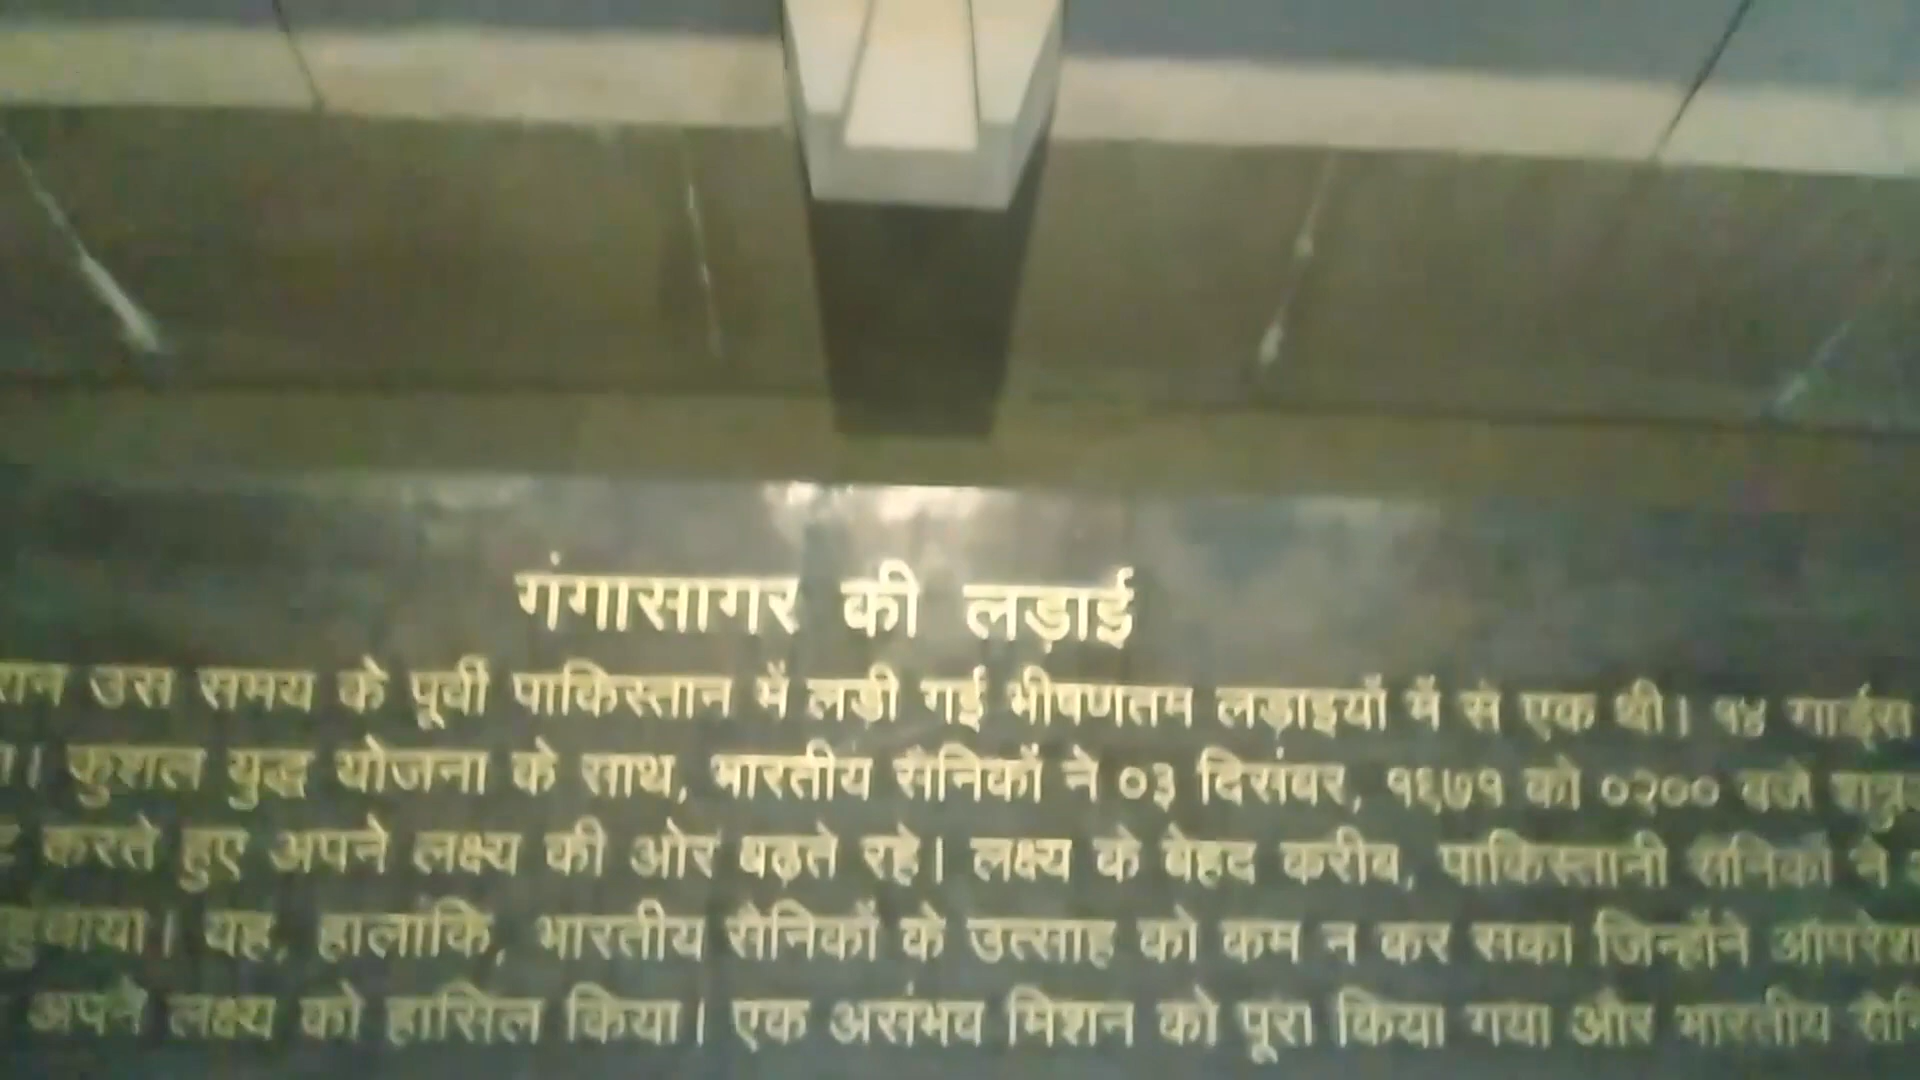 गंगासागर की लड़ाई
उस समय के पूर्वी पाकिस्तान में लड़ी गई भीषणतम लड़ाइयों में से एक थी। १४ गार्ड्स
कुशल युद्ध योजना के साथ, भारतीय सैनिकों ने ०३ दिसंबर, १९७१ को ०२०० बजे
करते हुए अपने लक्ष्य की ओर बढ़ते रहे। लक्ष्य के बेहद करीब, पाकिस्तानी सैनिकों ने
यह, हालांकि, भारतीय सैनिकों के उत्साह को कम न कर सका जिन्होंने
अपने लक्ष्य को हासिल किया। एक असंभव मिशन को पूरा किया गया और भारतीय